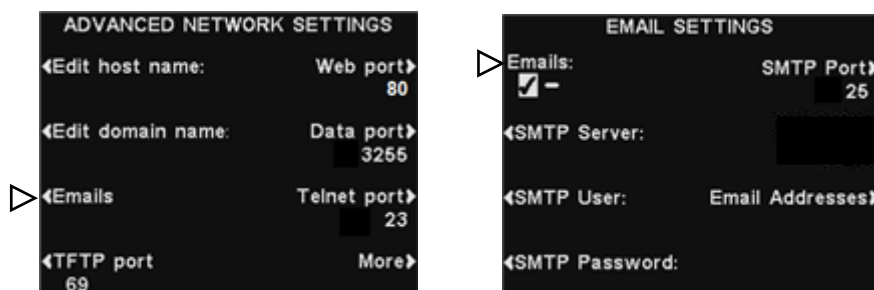 ADVANCED NETWORK SETTINGS
Edit host name: Web port
80
Edit domain name: Data port
3255
Emails Telnet port
23
TFTP port More
69
EMAIL SETTINGS
Emails: SMTP Port
25
SMTP Server:
SMTP User: Email Addresses
SMTP Password: